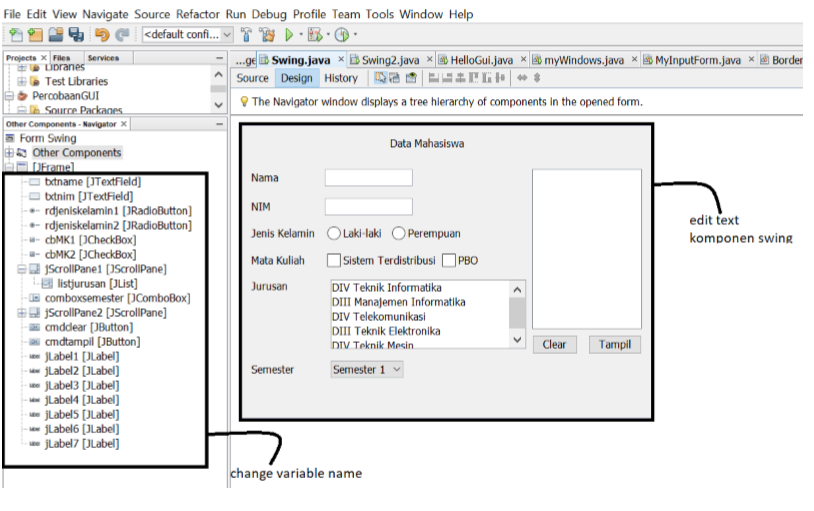 File Edit View Navigate Source Refactor Run Debug Profile Team Tools Window Help
<default confi...
Projects × Files Services
Libraries
Test Libraries
PercobaanGUI
Source Packages
Other Components - Navigator ×
Form Swing
Other Components
[JFrame]
txtname [JTextField]
txtnim [JTextField]
rdjeniskelamin1 [JRadioButton]
rdjeniskelamin2 [JRadioButton]
cbMK1 [JCheckBox]
cbMK2 [JCheckBox]
jScrollPane1 [JScrollPane]
listjurusan [JList]
comboxsemester [JComboBox]
jScrollPane2 [JScrollPane]
cmdclear [JButton]
cmdtampil [JButton]
jLabel1 [JLabel]
jLabel2 [JLabel]
jLabel3 [JLabel]
jLabel4 [JLabel]
jLabel5 [JLabel]
jLabel6 [JLabel]
jLabel7 [JLabel]
...ge Swing.java × Swing2.java × HelloGui.java × myWindows.java × MyInputForm.java × Border
Source Design History
The Navigator window displays a tree hierarchy of components in the opened form.
Data Mahasiswa
Nama
NIM
Jenis Kelamin Laki-laki Perempuan
Mata Kuliah Sistem Terdistribusi PBO
Jurusan DIV Teknik Informatika
DIII Manajemen Informatika
DIV Telekomunikasi
DIII Teknik Elektronika
DIV Teknik Mesin
Clear Tampil
Semester Semester 1
edit text
komponen swing
change variable name